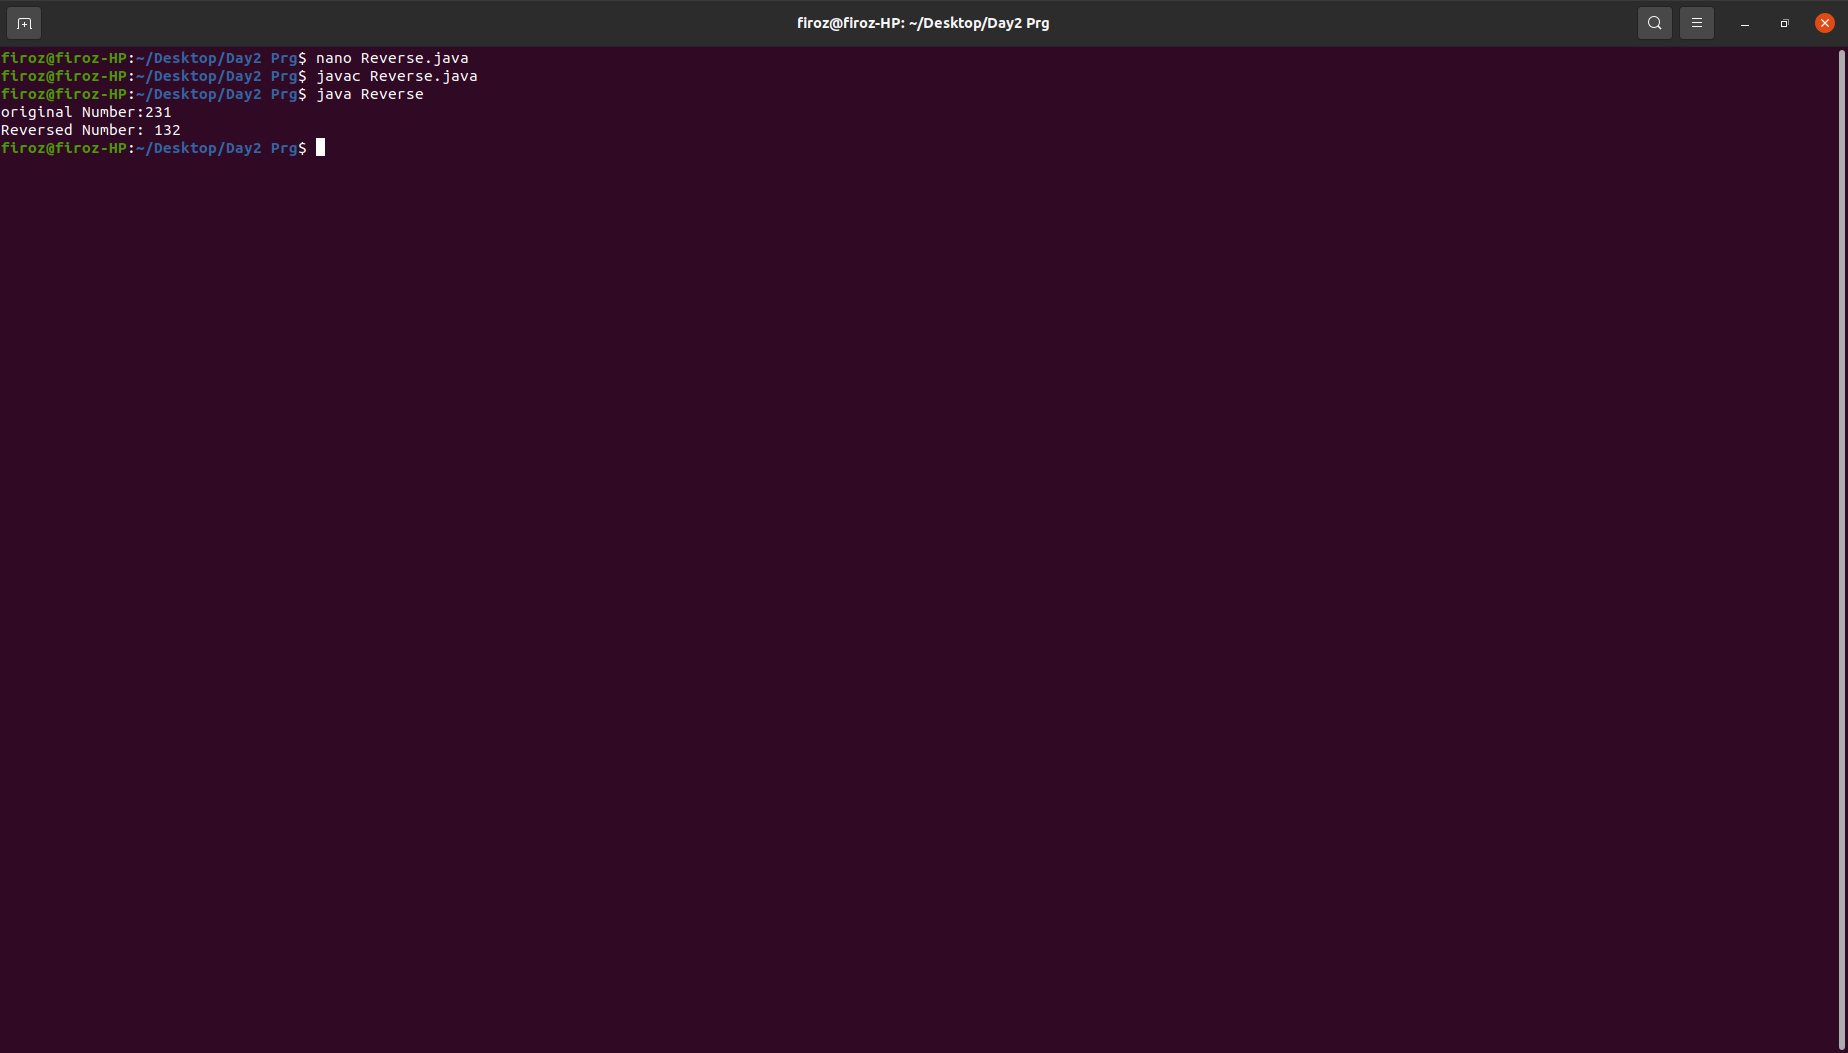 firoz@firoz-HP: ~/Desktop/Day2 Prg
firoz@firoz-HP:~/Desktop/Day2 Prg$ nano Reverse.java
firoz@firoz-HP:~/Desktop/Day2 Prg$ javac Reverse.java
firoz@firoz-HP:~/Desktop/Day2 Prg$ java Reverse
original Number:231
Reversed Number: 132
firoz@firoz-HP:~/Desktop/Day2 Prg$